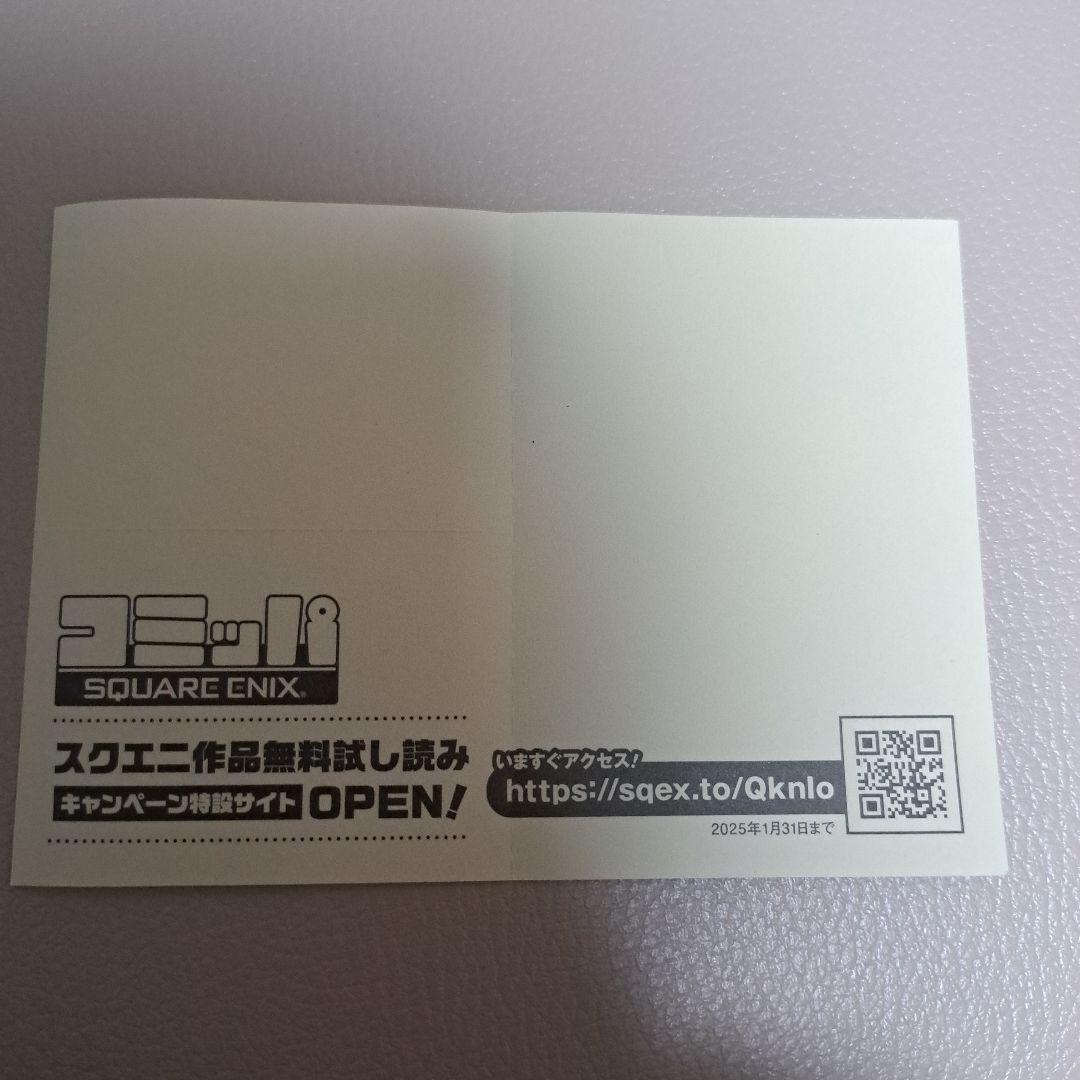 コミッパ
SQUARE ENIX®
スクエニ作品無料試し読み
キャンペーン特設サイト OPEN!
いますぐアクセス!
https://sqex.to/Qknlo
2025年1月31日まで